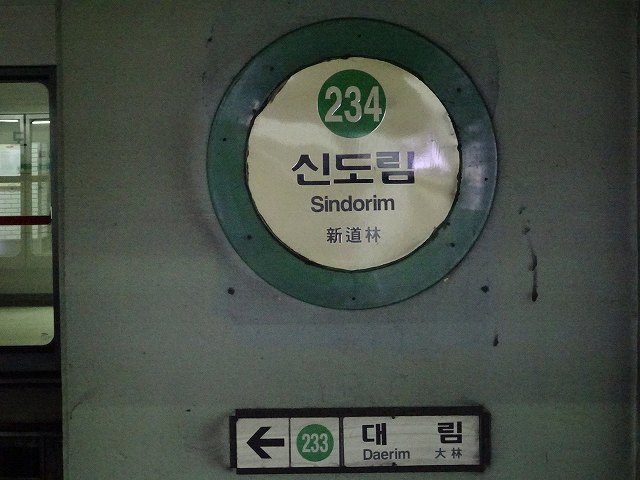 234
신도림
Sindorim
新道林
← 233 대 림
Daerim 大林